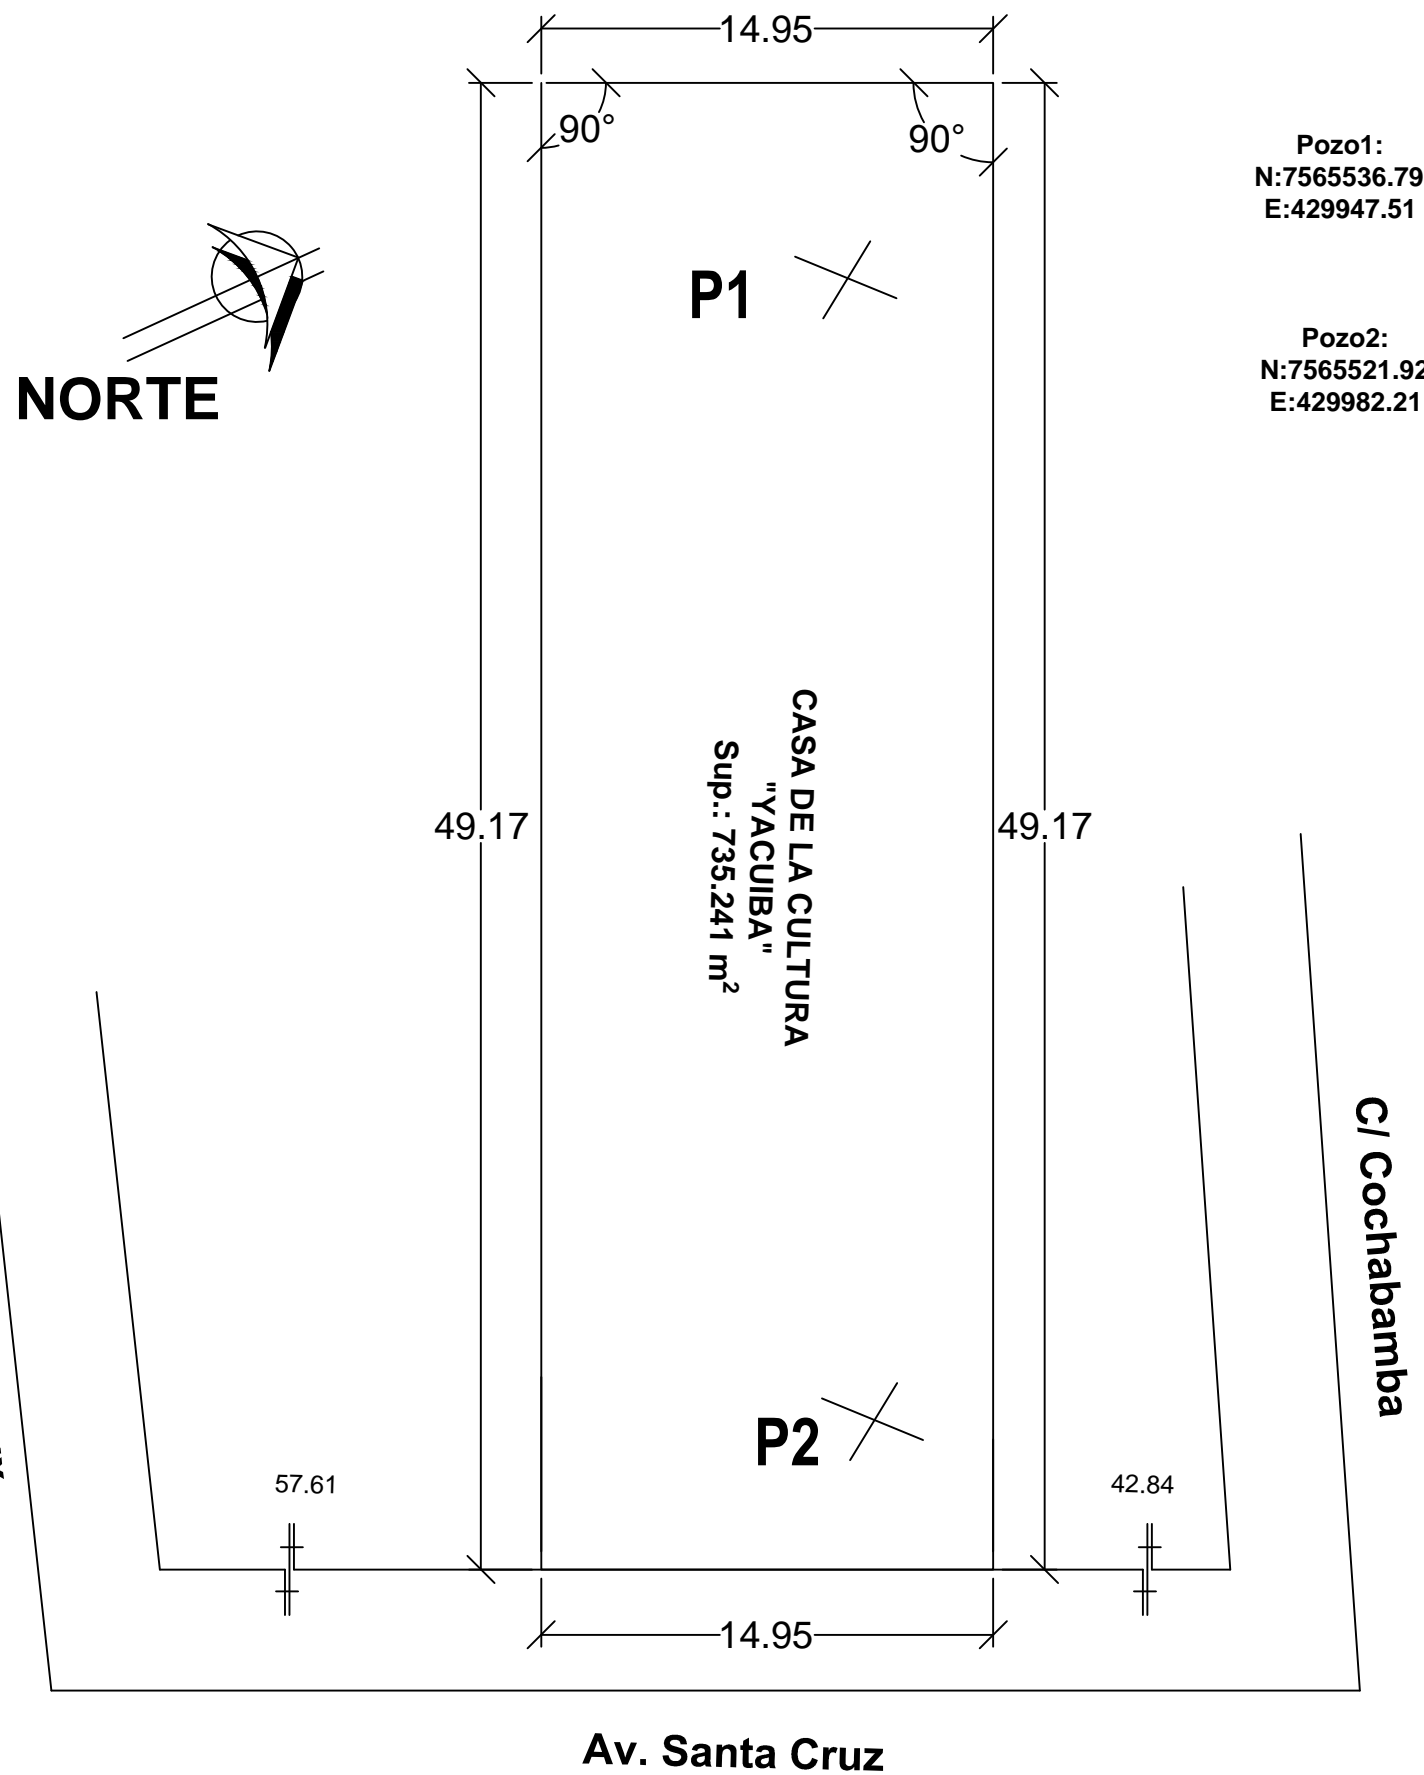 14.95
90°
90°
Pozo1:
N:7565536.79
E:429947.51
P1
Pozo2:
N:7565521.92
E:429982.21
NORTE
CASA DE LA CULTURA
"YACUIBA"
Sup.: 735.241 m²
49.17
49.17
C/ Cochabamba
P2
57.61
42.84
14.95
Av. Santa Cruz